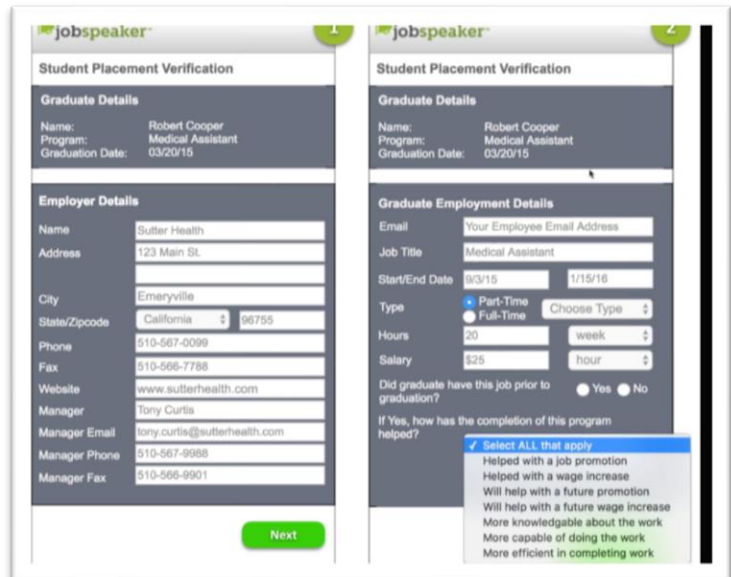 jobspeaker
1
Student Placement Verification
Graduate Details
Name: Robert Cooper
Program: Medical Assistant
Graduation Date: 03/20/15
Employer Details
Name Sutter Health
Address 123 Main St.
City Emeryville
State/Zipcode California 96755
Phone 510-567-0099
Fax 510-566-7788
Website www.sutterhealth.com
Manager Tony Curtis
Manager Email tony.curtis@sutterhealth.com
Manager Phone 510-567-9988
Manager Fax 510-566-9901
Next
jobspeaker
2
Student Placement Verification
Graduate Details
Name: Robert Cooper
Program: Medical Assistant
Graduation Date: 03/20/15
Graduate Employment Details
Email Your Employee Email Address
Job Title Medical Assistant
Start/End Date 9/3/15 1/15/16
Type Part-Time Choose Type
Full-Time
Hours 20 week
Salary $25 hour
Did graduate have this job prior to
graduation? Yes No
If Yes, how has the completion of this program
helped?
✓ Select ALL that apply
Helped with a job promotion
Helped with a wage increase
Will help with a future promotion
Will help with a future wage increase
More knowledgable about the work
More capable of doing the work
More efficient in completing work